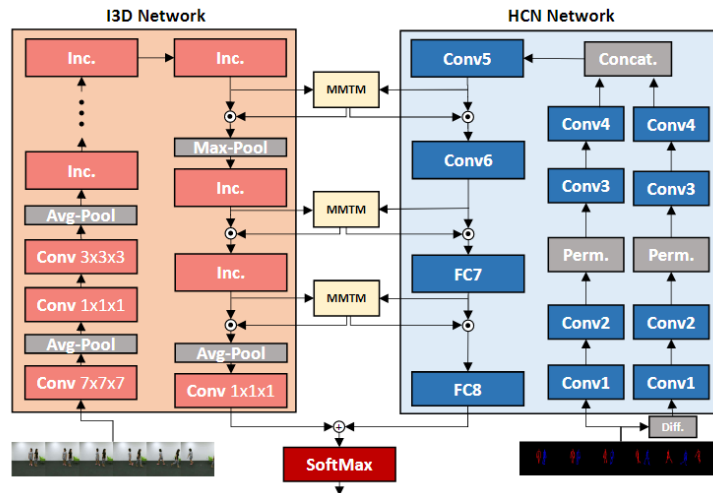 I3D Network
HCN Network
Inc.
Inc.
Inc.
Avg-Pool
Conv 3x3x3
Conv 1x1x1
Avg-Pool
Conv 7x7x7
Max-Pool
Inc.
Inc.
Avg-Pool
Conv 1x1x1
MMTM
MMTM
MMTM
Conv5
Conv6
FC7
FC8
Concat.
Conv4
Conv3
Perm.
Conv2
Conv1
Conv4
Conv3
Perm.
Conv2
Conv1
Diff.
SoftMax